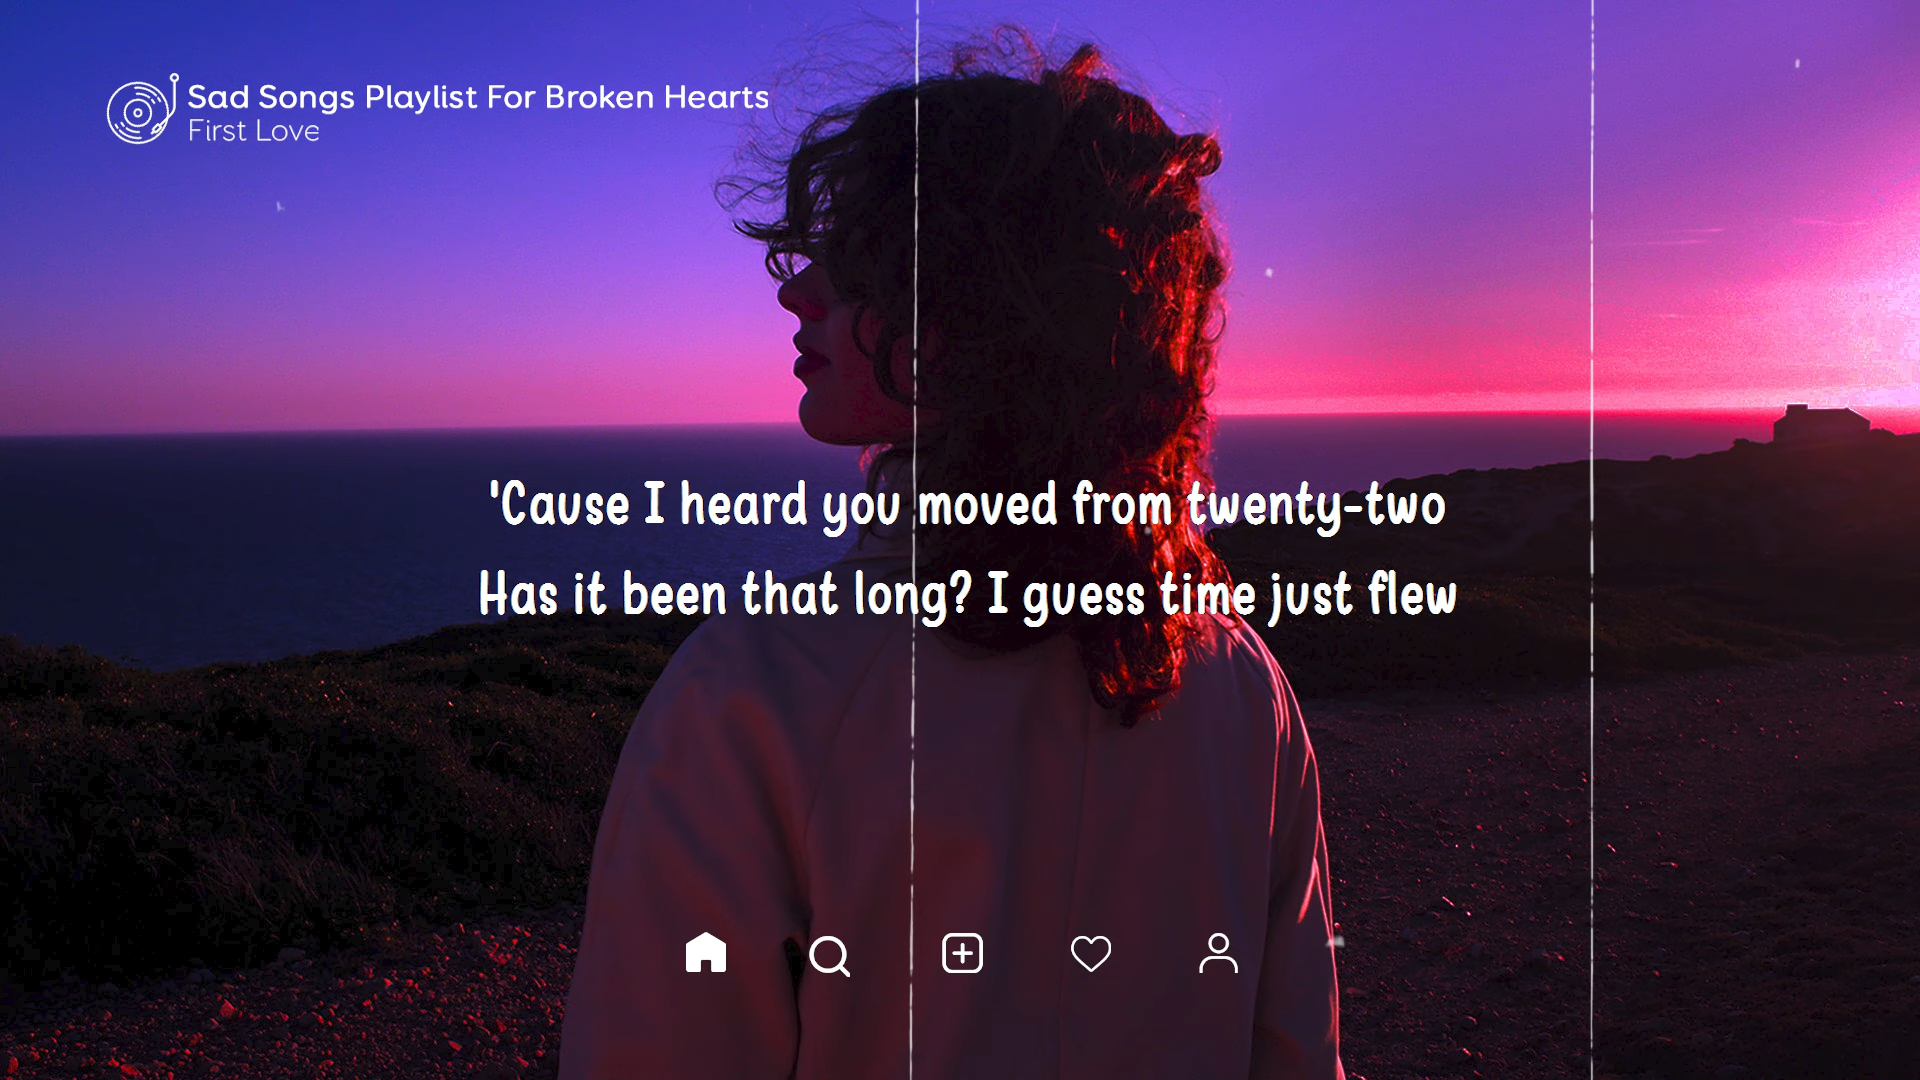 Sad Songs Playlist For Broken Hearts
First Love
'Cause I heard you moved from twenty-two
Has it been that long? I guess time just flew